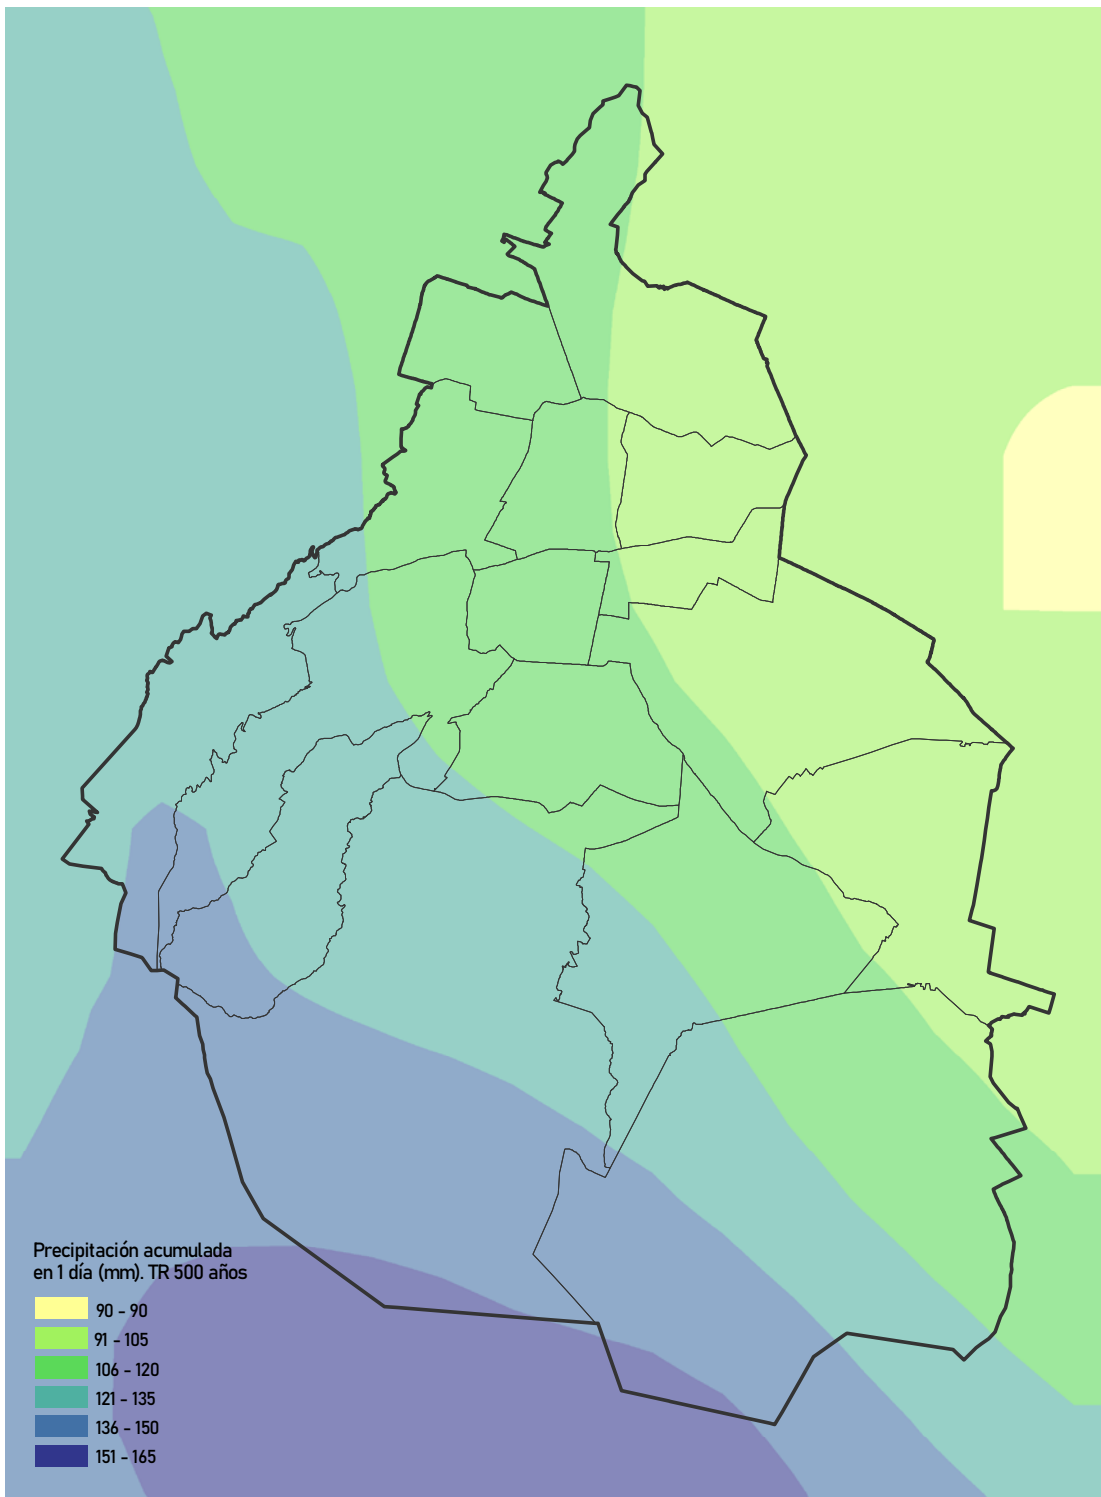 Precipitación acumulada
en 1 día (mm). TR 500 años
90 - 90
91 - 105
106 - 120
121 - 135
136 - 150
151 - 165